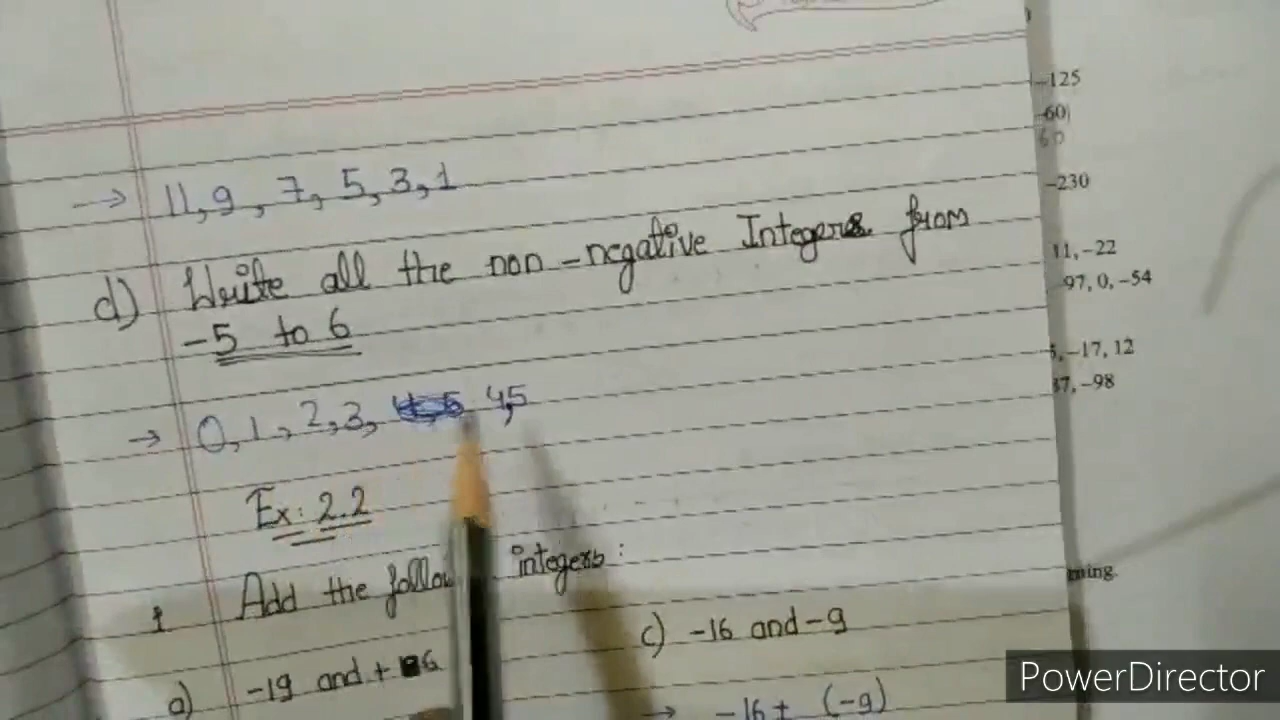 → 11, 9, 7, 5, 3, 1
d) Write all the non-negative Integers from
-5 to 6
→ 0, 1, 2, 3, 4,5
Ex: 2.2
1 Add the follow integers:
a) -19 and + 6
c) -16 and -9
→ -16 + (-9)
-125
-60
60
-230
11, -22
97, 0, -54
-17, 12
37, -98
PowerDirector